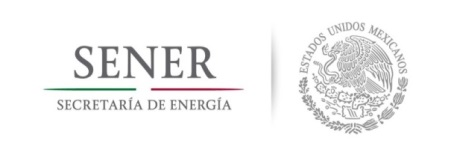 SENER
SECRETARÍA DE ENERGÍA
ESTADOS UNIDOS MEXICANOS